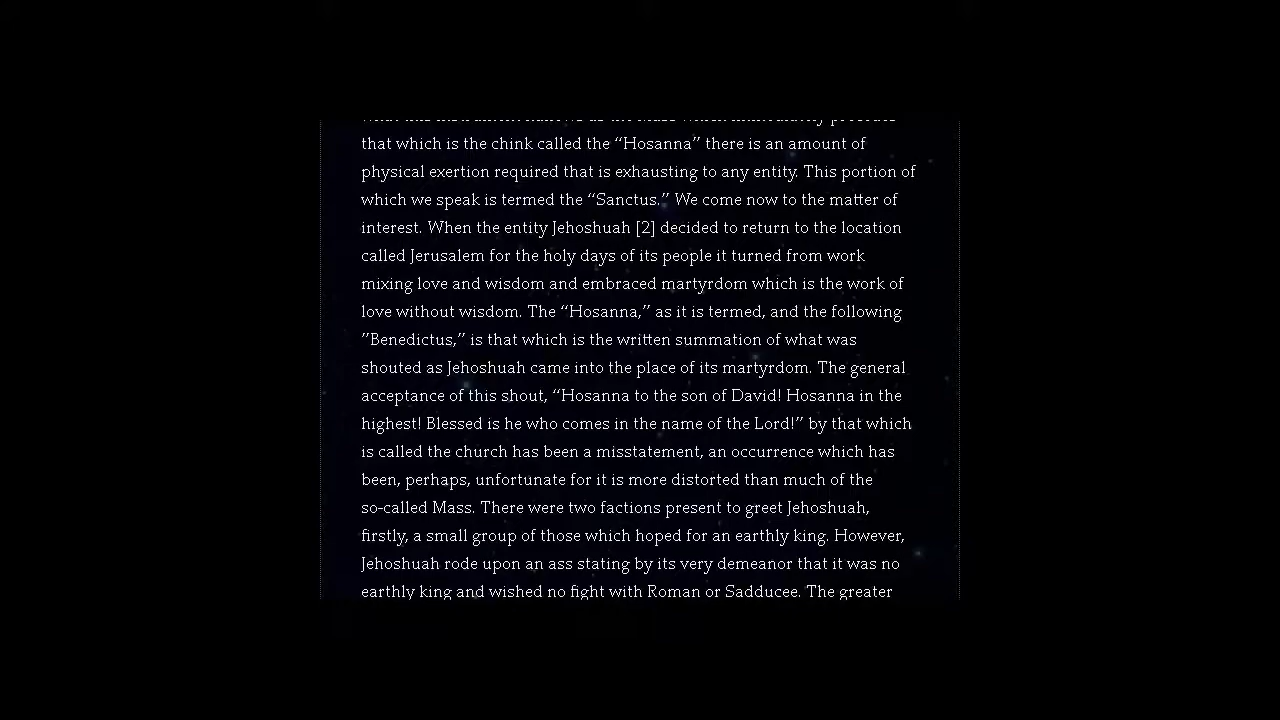 that which is the chink called the “Hosanna” there is an amount of
physical exertion required that is exhausting to any entity. This portion of
which we speak is termed the “Sanctus.” We come now to the matter of
interest. When the entity Jehoshuah [2] decided to return to the location
called Jerusalem for the holy days of its people it turned from work
mixing love and wisdom and embraced martyrdom which is the work of
love without wisdom. The “Hosanna,” as it is termed, and the following
”Benedictus,” is that which is the written summation of what was
shouted as Jehoshuah came into the place of its martyrdom. The general
acceptance of this shout, “Hosanna to the son of David! Hosanna in the
highest! Blessed is he who comes in the name of the Lord!” by that which
is called the church has been a misstatement, an occurrence which has
been, perhaps, unfortunate for it is more distorted than much of the
so-called Mass. There were two factions present to greet Jehoshuah,
firstly, a small group of those which hoped for an earthly king. However,
Jehoshuah rode upon an ass stating by its very demeanor that it was no
earthly king and wished no fight with Roman or Sadducee. The greater